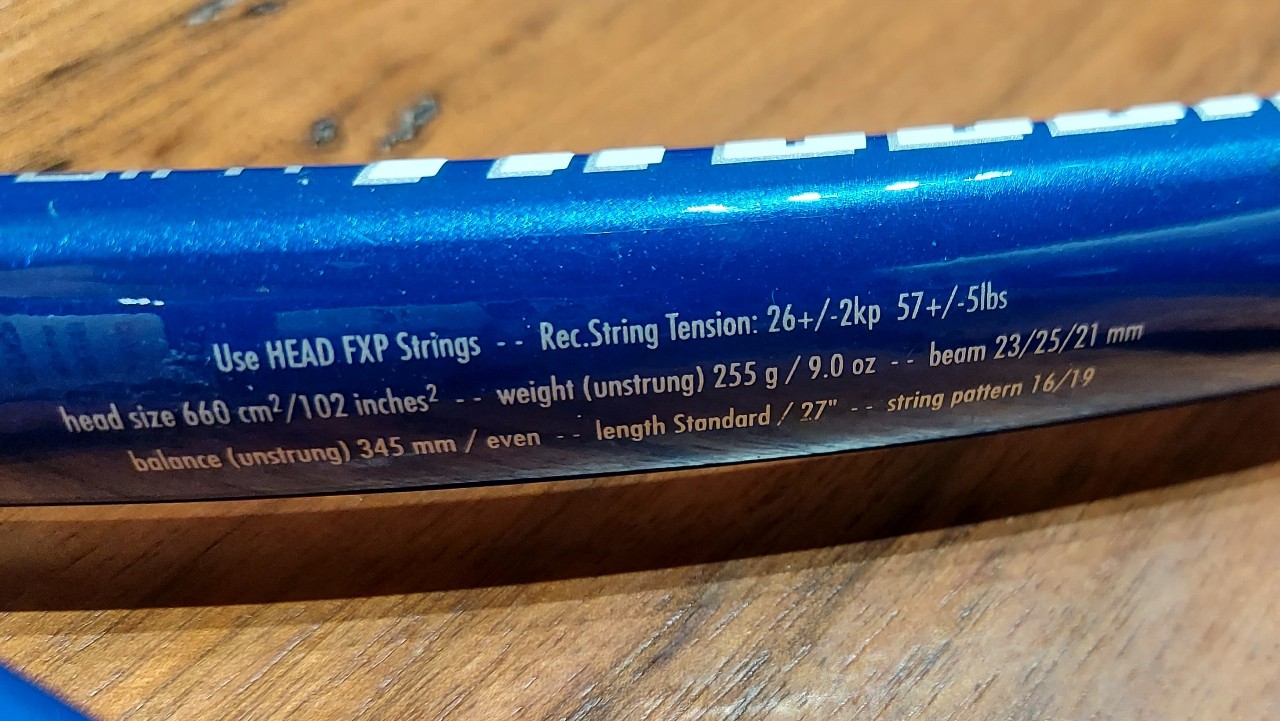 Use HEAD FXP Strings -- Rec.String Tension: 26+/-2kp 57+/-5lbs
head size 660 cm²/102 inches² -- weight (unstrung) 255 g / 9.0 oz -- beam 23/25/21 mm
balance (unstrung) 345 mm / even -- length Standard / 27" -- string pattern 16/19